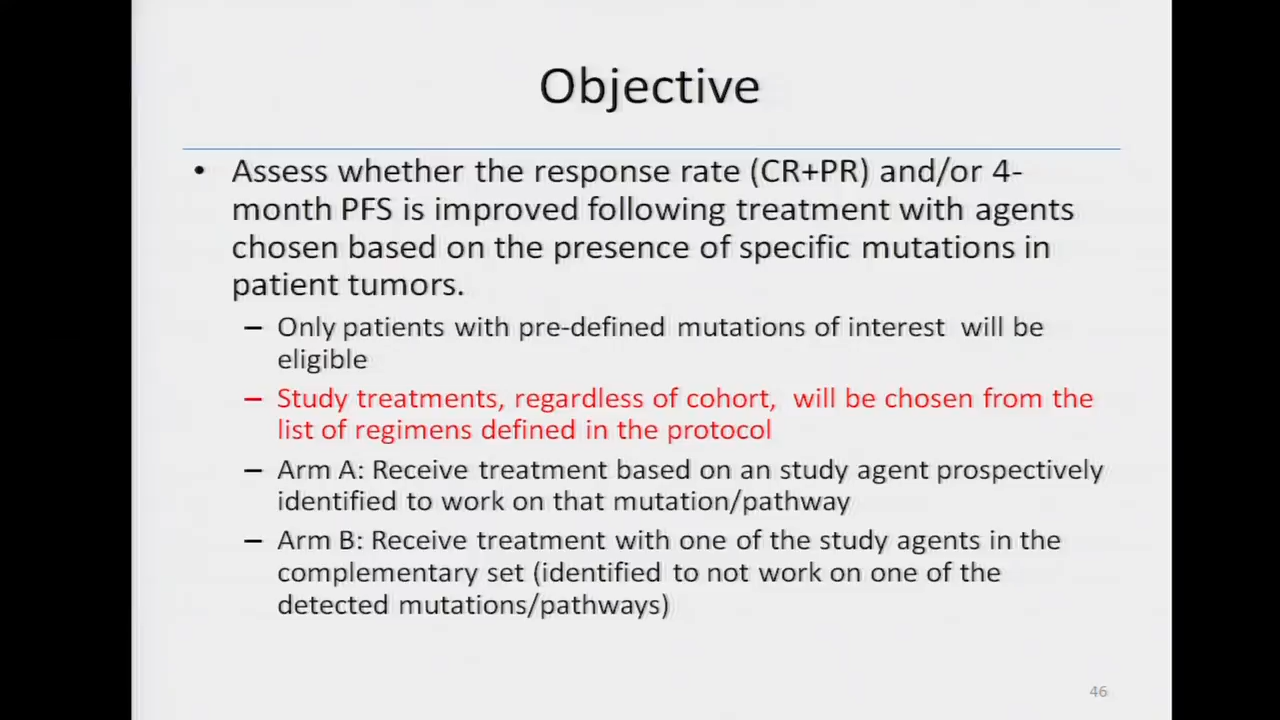 Objective
• Assess whether the response rate (CR+PR) and/or 4-
month PFS is improved following treatment with agents
chosen based on the presence of specific mutations in
patient tumors.
– Only patients with pre-defined mutations of interest will be
eligible
– Study treatments, regardless of cohort, will be chosen from the
list of regimens defined in the protocol
– Arm A: Receive treatment based on an study agent prospectively
identified to work on that mutation/pathway
– Arm B: Receive treatment with one of the study agents in the
complementary set (identified to not work on one of the
detected mutations/pathways)
46